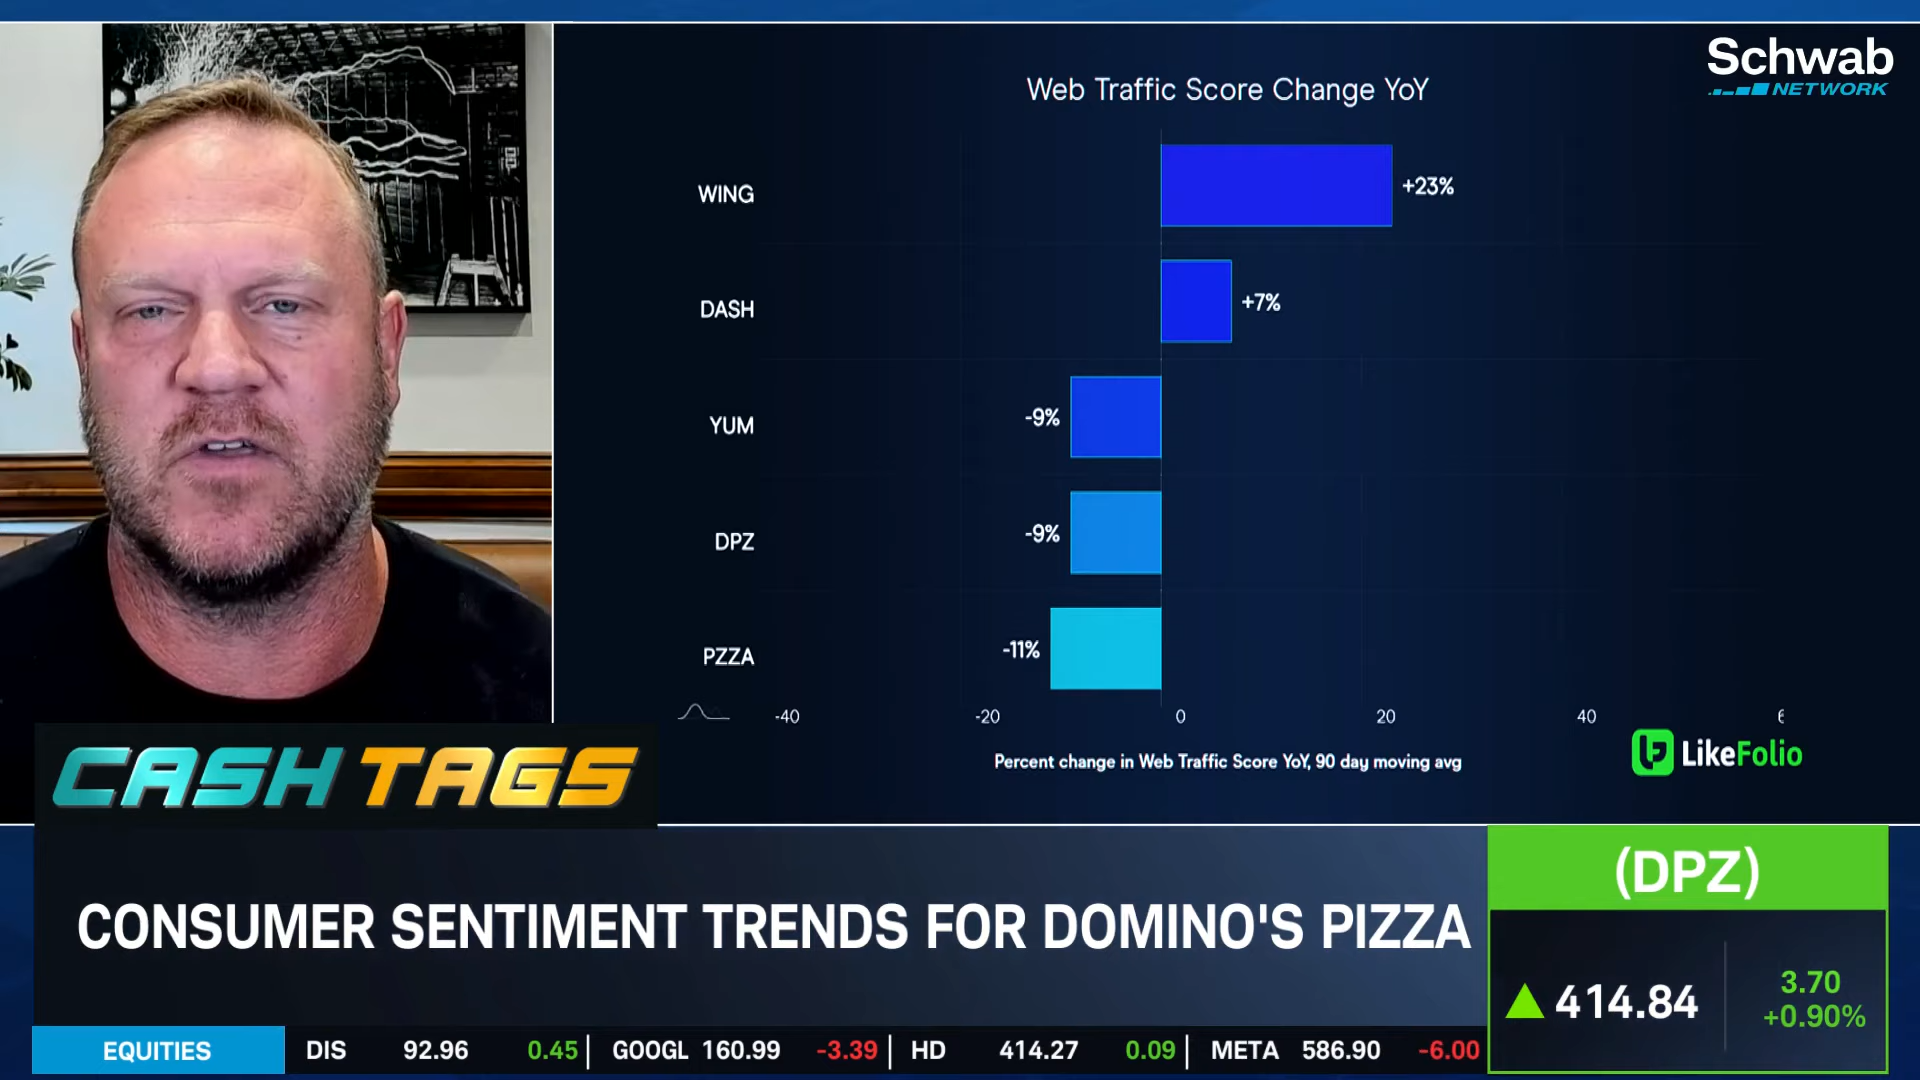 Schwab
NETWORK
Web Traffic Score Change YoY
WING
+23%
DASH
+7%
YUM
-9%
DPZ
-9%
PZZA
-11%
-40
-20
0
20
40
Percent change in Web Traffic Score YoY, 90 day moving avg
LikeFolio
CASH TAGS
CONSUMER SENTIMENT TRENDS FOR DOMINO'S PIZZA
(DPZ)
414.84
3.70
+0.90%
EQUITIES DIS 92.96 0.45 GOOGL 160.99 -3.39 HD 414.27 0.09 META 586.90 -6.00